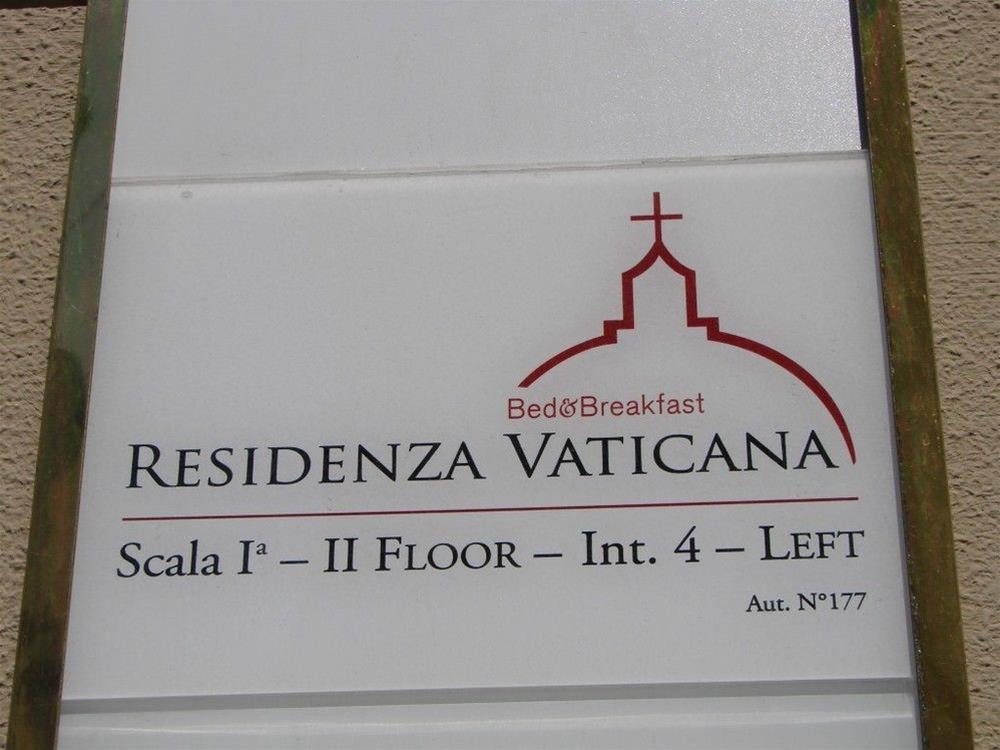 Bed&Breakfast
RESIDENZA VATICANA
Scala Iª – II FLOOR – Int. 4 – LEFT
Aut. N°177